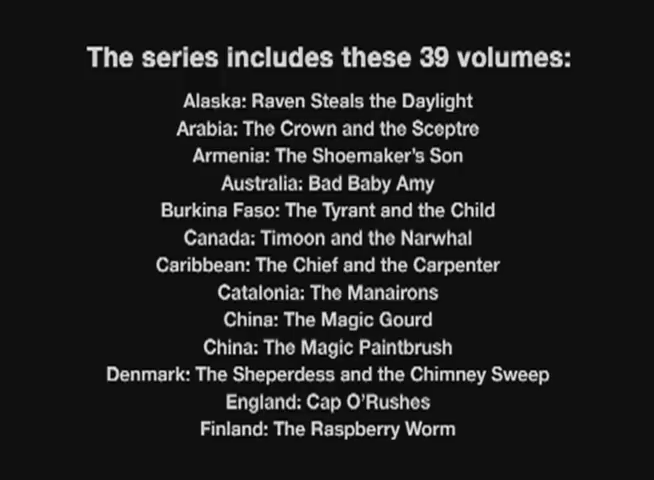 The series includes these 39 volumes:
Alaska: Raven Steals the Daylight
Arabia: The Crown and the Sceptre
Armenia: The Shoemaker's Son
Australia: Bad Baby Amy
Burkina Faso: The Tyrant and the Child
Canada: Timoon and the Narwhal
Caribbean: The Chief and the Carpenter
Catalonia: The Manairons
China: The Magic Gourd
China: The Magic Paintbrush
Denmark: The Sheperdess and the Chimney Sweep
England: Cap O'Rushes
Finland: The Raspberry Worm